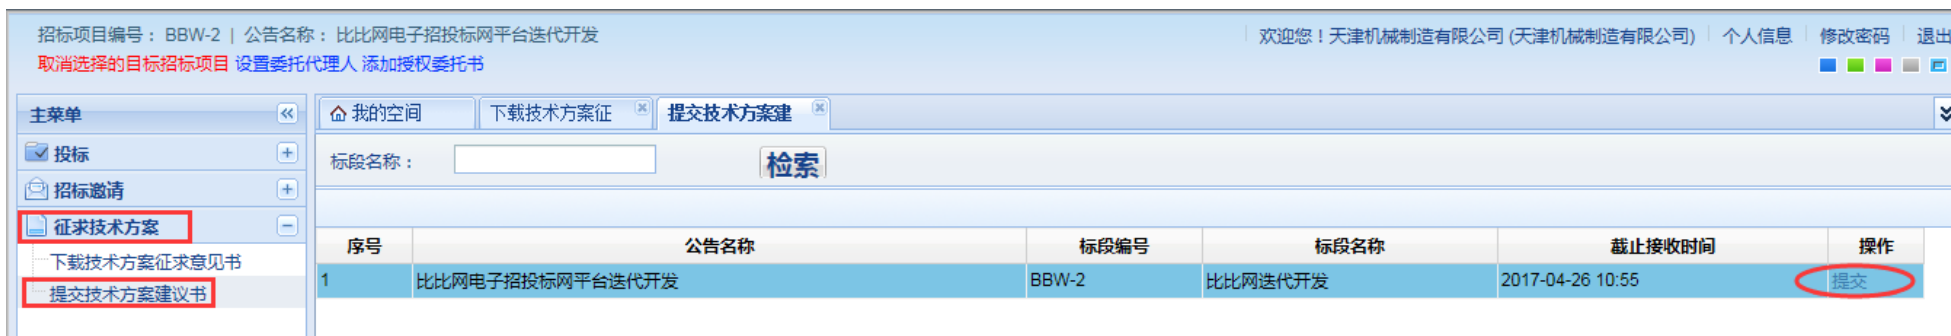 招标项目编号： BBW-2 | 公告名称： 比比网电子招投标网平台迭代开发
欢迎您！天津机械制造有限公司 (天津机械制造有限公司) 个人信息 修改密码 退出
取消选择的目标招标项目 设置委托代理人 添加授权委托书
主菜单
我的空间 下载技术方案征 提交技术方案建
投标
标段名称： 检索
招标邀请
征求技术方案
下载技术方案征求意见书
提交技术方案建议书
序号 公告名称 标段编号 标段名称 截止接收时间 操作
1 比比网电子招投标网平台迭代开发 BBW-2 比比网迭代开发 2017-04-26 10:55 提交